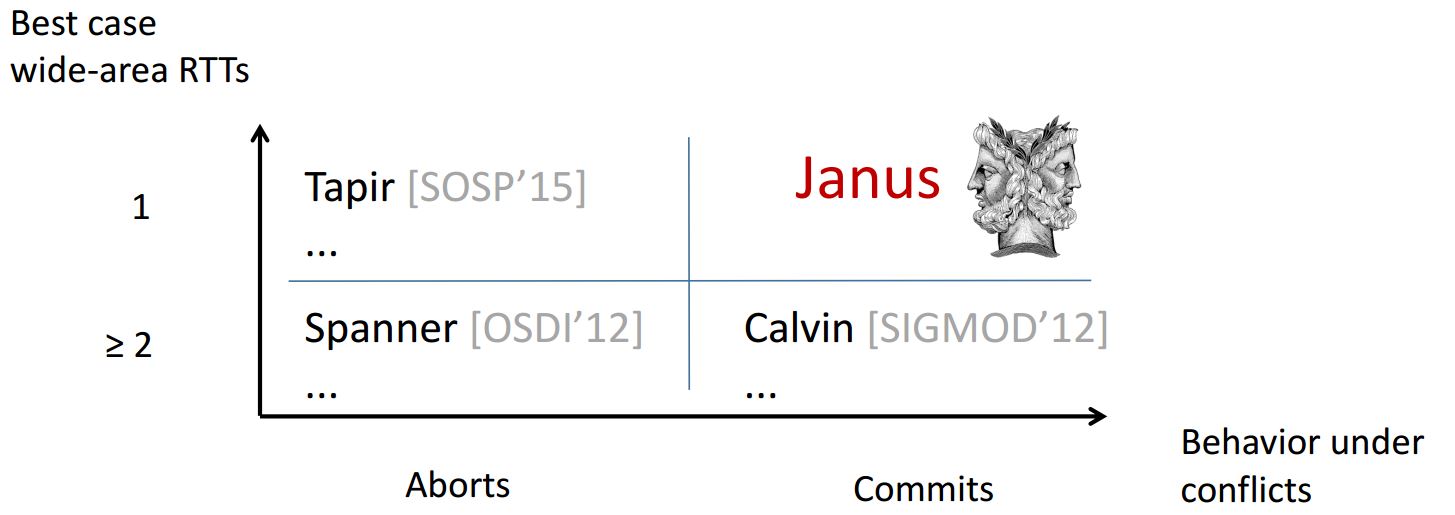 Best case
wide-area RTTs
1
Tapir [SOSP’15]
...
Janus
≥ 2
Spanner [OSDI’12]
...
Calvin [SIGMOD’12]
...
Aborts
Commits
Behavior under
conflicts